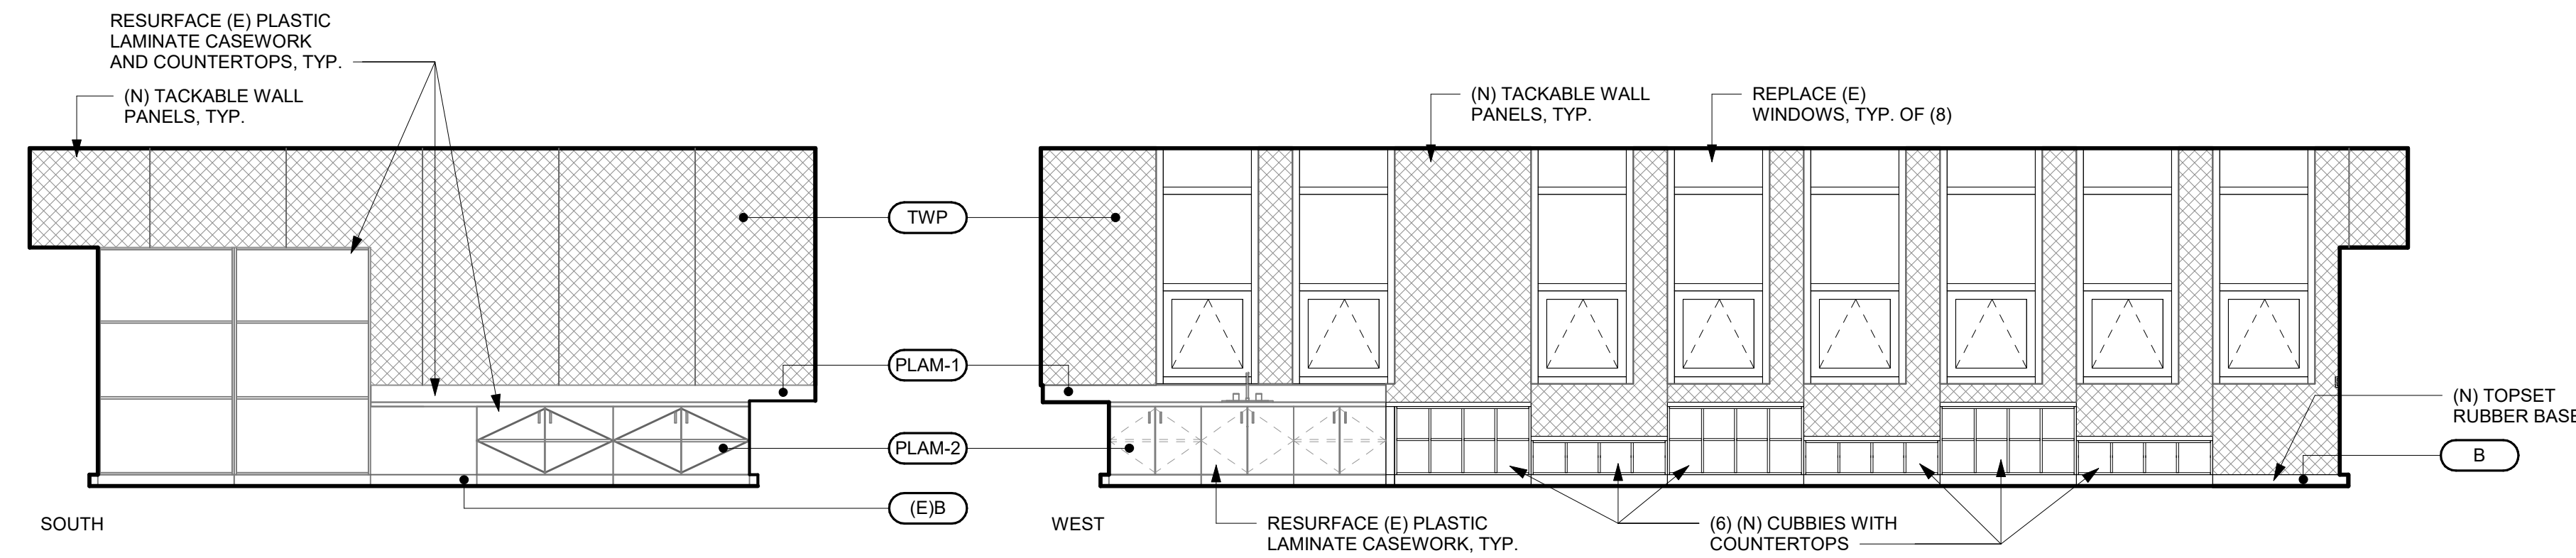 RESURFACE (E) PLASTIC
LAMINATE CASEWORK
AND COUNTERTOPS, TYP.
(N) TACKABLE WALL
PANELS, TYP.
(N) TACKABLE WALL
PANELS, TYP.
REPLACE (E)
WINDOWS, TYP. OF (8)
TWP
PLAM-1
PLAM-2
(E)B
(N) TOPSET
RUBBER BASE
B
SOUTH
WEST
RESURFACE (E) PLASTIC
LAMINATE CASEWORK, TYP.
(6) (N) CUBBIES WITH
COUNTERTOPS